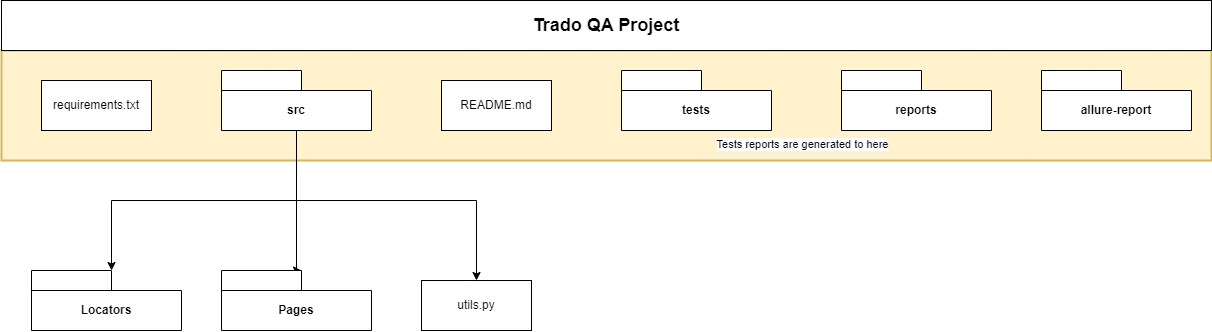 Trado QA Project
requirements.txt
src
README.md
tests
reports
allure-report
Tests reports are generated to here
Locators
Pages
utils.py